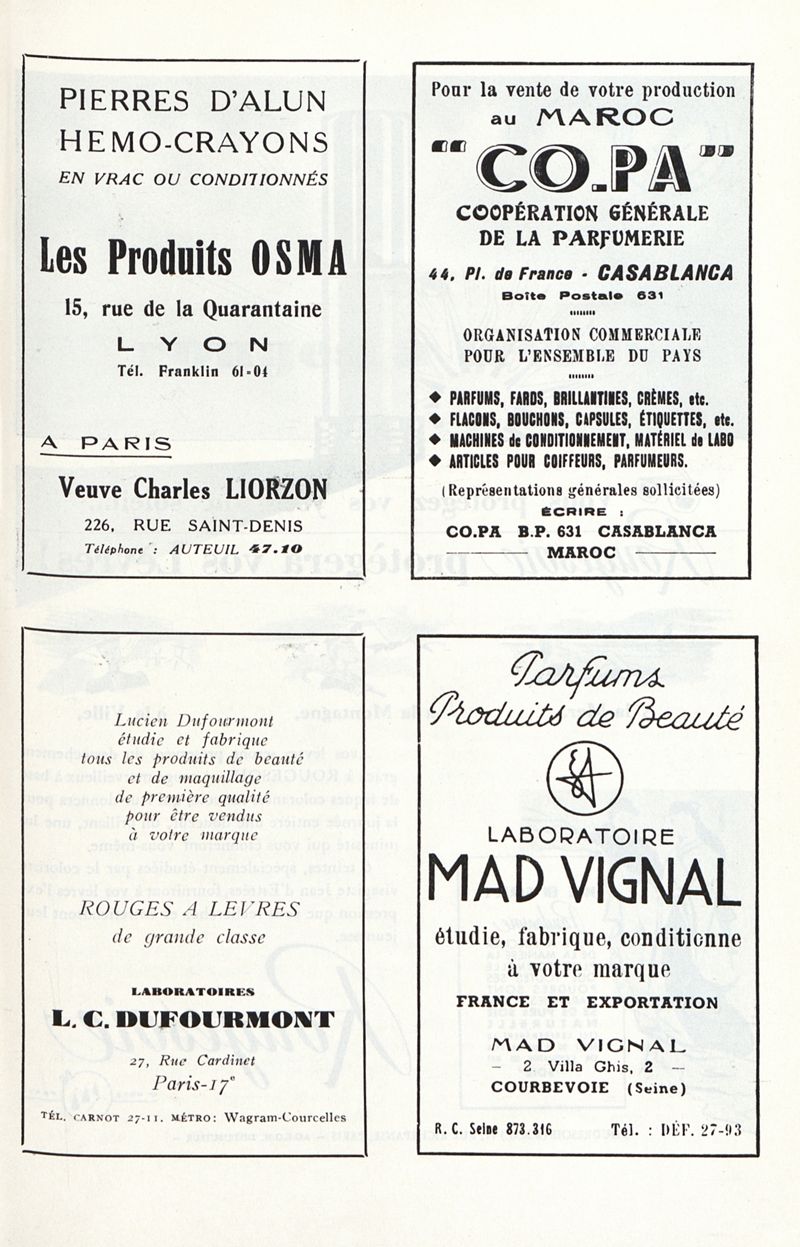 PIERRES D'ALUN
HEMO-CRAYONS
EN VRAC OU CONDITIONNÉS
Les Produits OSMA
15, rue de la Quarantaine
LYON
Tél. Franklin 61-04
A PARIS
Veuve Charles LIORZON
226, RUE SAINT-DENIS
Téléphone : AUTEUIL 47.10
Pour la vente de votre production
au MAROC
"CO.PA"
COOPÉRATION GÉNÉRALE
DE LA PARFUMERIE
44, Pl. de France - CASABLANCA
Boîte Postale 631
ORGANISATION COMMERCIALE
POUR L'ENSEMBLE DU PAYS
◆ PARFUMS, FARDS, BRILLANTINES, CRÈMES, etc.
◆ FLACONS, BOUCHONS, CAPSULES, ÉTIQUETTES, etc.
◆ MACHINES de CONDITIONNEMENT, MATÉRIEL de LABO
◆ ARTICLES POUR COIFFEURS, PARFUMEURS.
(Représentations générales sollicitées)
ÉCRIRE :
CO.PA B.P. 631 CASABLANCA
MAROC
Lucien Dufourmont
étudie et fabrique
tous les produits de beauté
et de maquillage
de première qualité
pour être vendus
à votre marque
ROUGES A LEVRES
de grande classe
LABORATOIRES
L. C. DUFOURMONT
27, Rue Cardinet
Paris-17e
TÉL. CARNOT 27-11. MÉTRO: Wagram-Courcelles
Parfums
Produits de Beauté
LABORATOIRE
MAD VIGNAL
étudie, fabrique, conditionne
à votre marque
FRANCE ET EXPORTATION
MAD VIGNAL
- 2 Villa Ghis, 2 -
COURBEVOIE (Seine)
R. C. Seine 873.316 Tél. : DÉF. 27-93